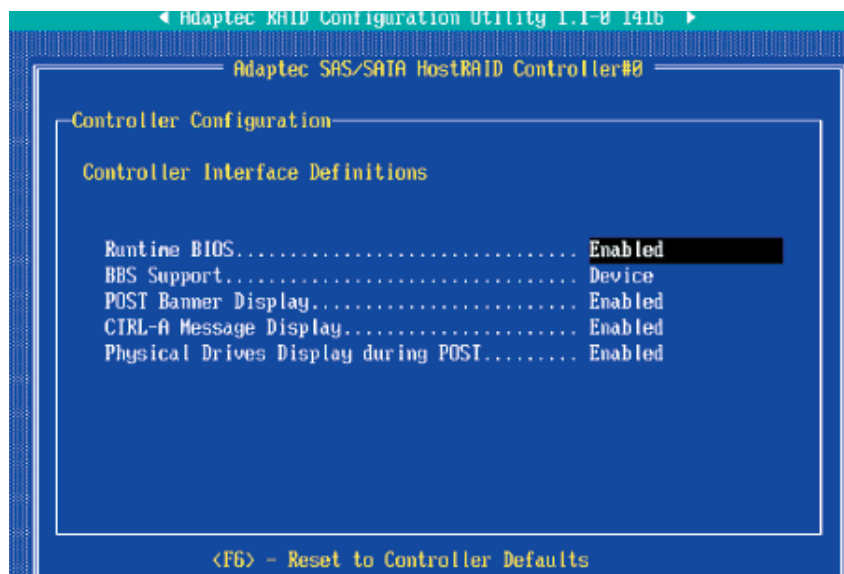 ◄ Adaptec RAID Configuration Utility 1.1-0 1416 ►
Adaptec SAS/SATA HostRAID Controller#0
Controller Configuration
Controller Interface Definitions
Runtime BIOS................................ Enabled
BBS Support................................. Device
POST Banner Display......................... Enabled
CTRL-A Message Display...................... Enabled
Physical Drives Display during POST......... Enabled
<F6> - Reset to Controller Defaults